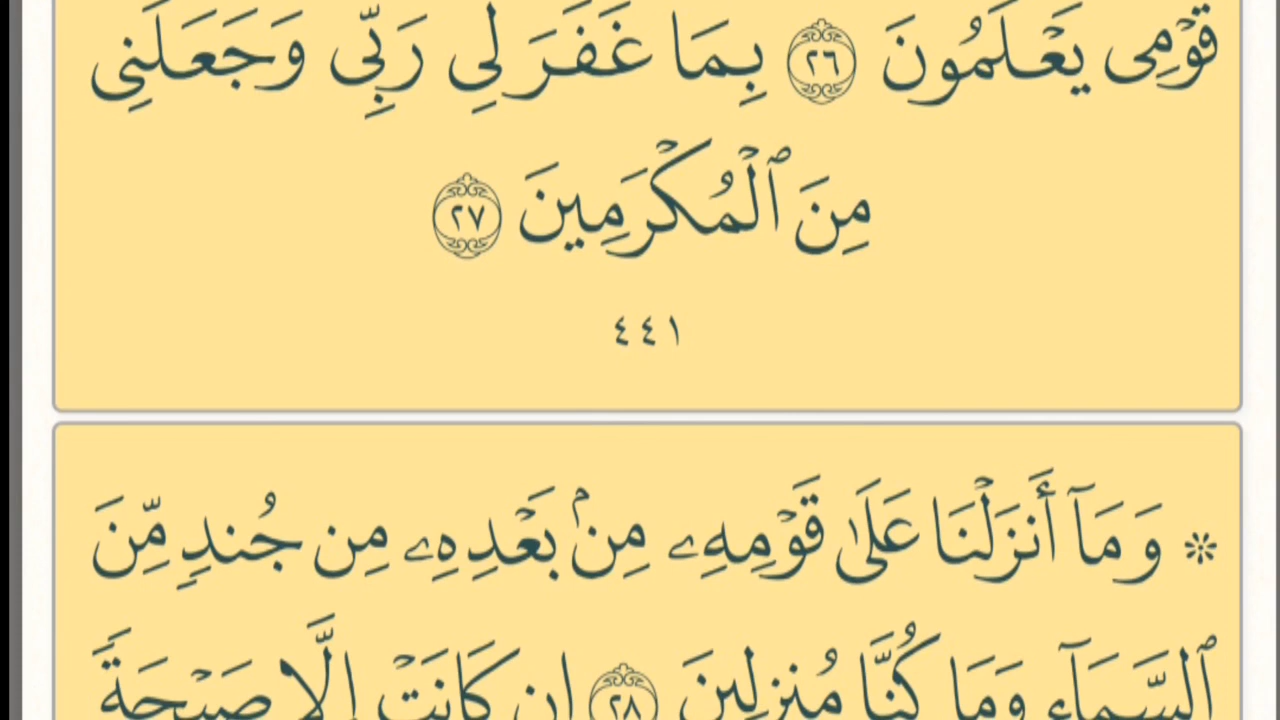 قَوۡمِي يَعۡلَمُونَ ٢٦ بِمَا غَفَرَ لِي رَبِّي وَجَعَلَنِي
مِنَ ٱلۡمُكۡرَمِينَ ٢٧
٤٤١
۞ وَمَآ أَنزَلۡنَا عَلَىٰ قَوۡمِهِۦ مِنۢ بَعۡدِهِۦ مِن جُندٖ مِّنَ
ٱلسَّمَآءِ وَمَا كُنَّا مُنزِلِينَ ٢٨ إِن كَانَتۡ إِلَّا صَيۡحَةٗ